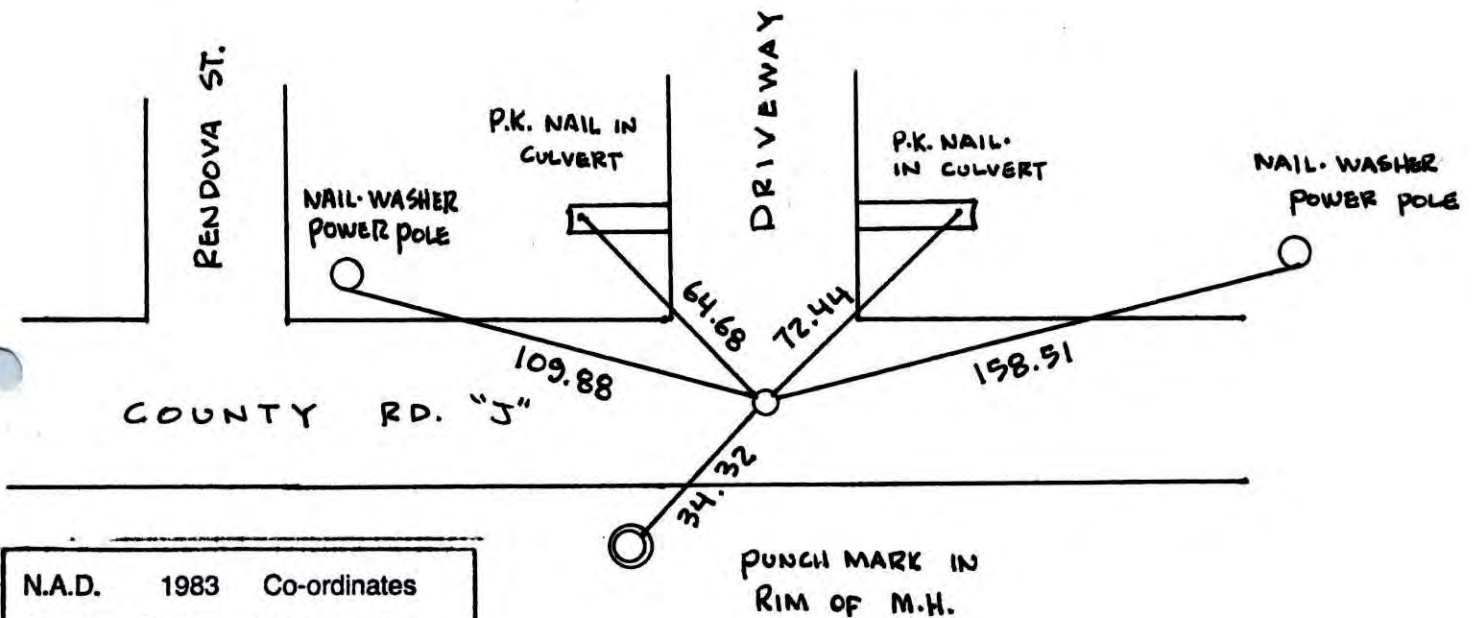 RENDOVA ST.
DRIVEWAY
P.K. NAIL IN
CULVERT
P.K. NAIL.
IN CULVERT
NAIL. WASHER
POWER POLE
NAIL. WASHER
POWER POLE
64.68
72.44
109.88
158.51
COUNTY RD. "J"
34.32
PUNCH MARK IN
RIM OF M.H.
N.A.D. 1983 Co-ordinates